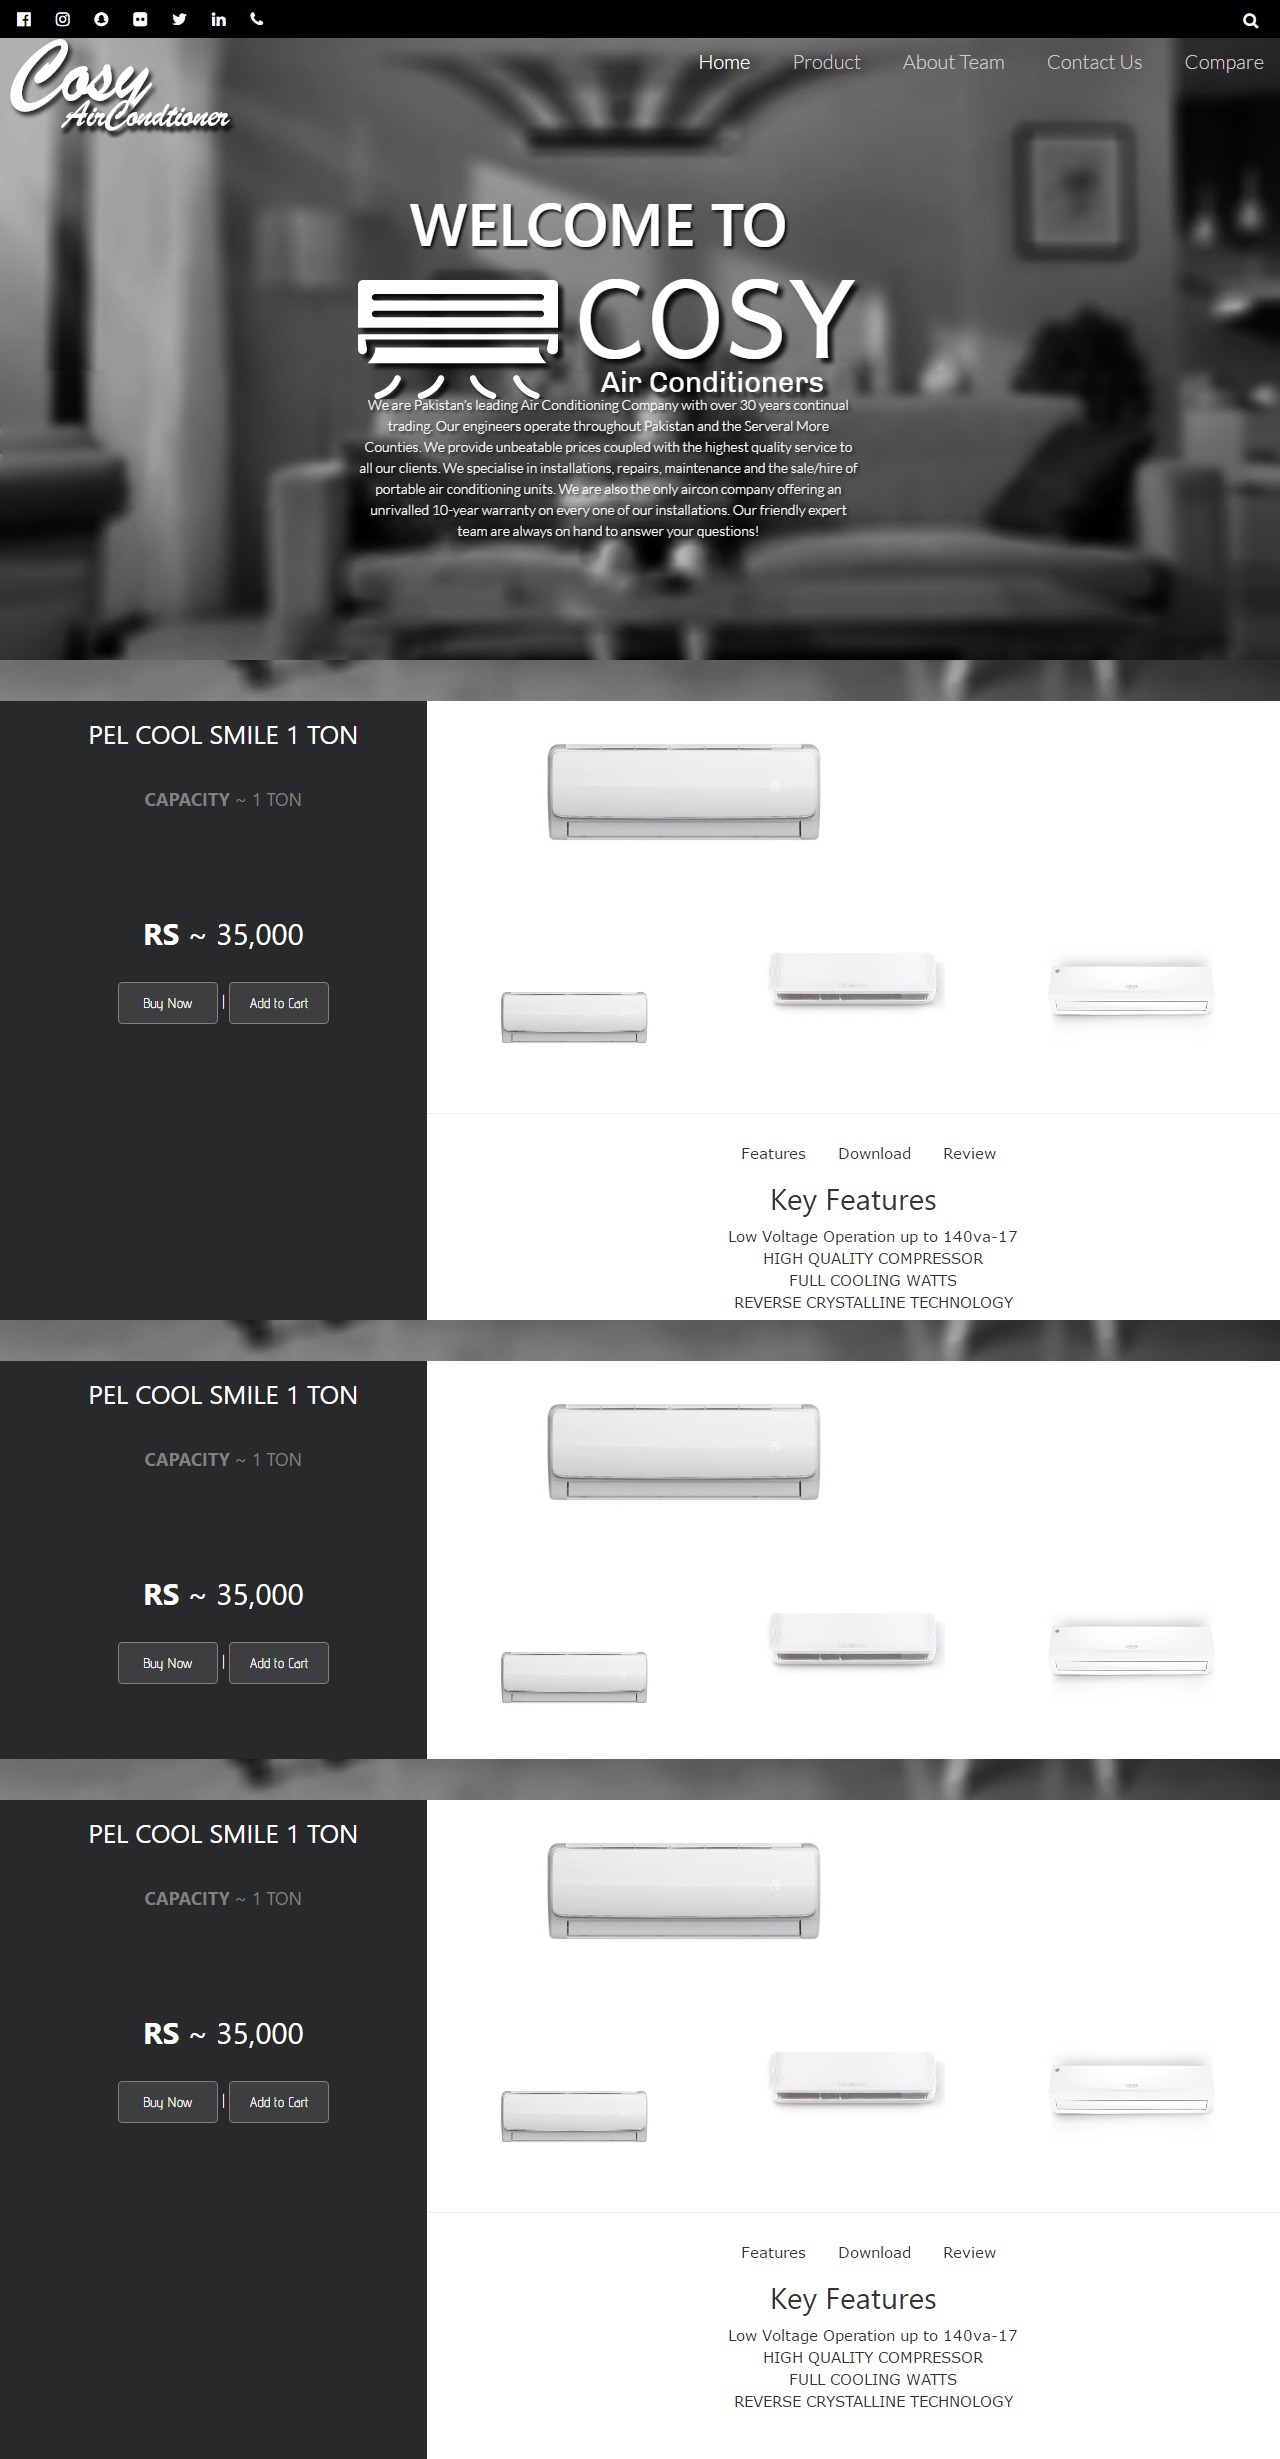 Home Product About Team Contact Us Compare
Cosy
AirCondtioner
WELCOME TO
COSY
Air Conditioners
We are Pakistan's leading Air Conditioning Company with over 30 years continual
trading. Our engineers operate throughout Pakistan and the Serveral More
Counties. We provide unbeatable prices coupled with the highest quality service to
all our clients. We specialise in installations, repairs, maintenance and the sale/hire of
portable air conditioning units. We are also the only aircon company offering an
unrivalled 10-year warranty on every one of our installations. Our friendly expert
team are always on hand to answer your questions!
PEL COOL SMILE 1 TON
CAPACITY ~ 1 TON
RS ~ 35,000
Buy Now | Add to Cart
Features Download Review
Key Features
Low Voltage Operation up to 140va-17
HIGH QUALITY COMPRESSOR
FULL COOLING WATTS
REVERSE CRYSTALLINE TECHNOLOGY
PEL COOL SMILE 1 TON
CAPACITY ~ 1 TON
RS ~ 35,000
Buy Now | Add to Cart
PEL COOL SMILE 1 TON
CAPACITY ~ 1 TON
RS ~ 35,000
Buy Now | Add to Cart
Features Download Review
Key Features
Low Voltage Operation up to 140va-17
HIGH QUALITY COMPRESSOR
FULL COOLING WATTS
REVERSE CRYSTALLINE TECHNOLOGY